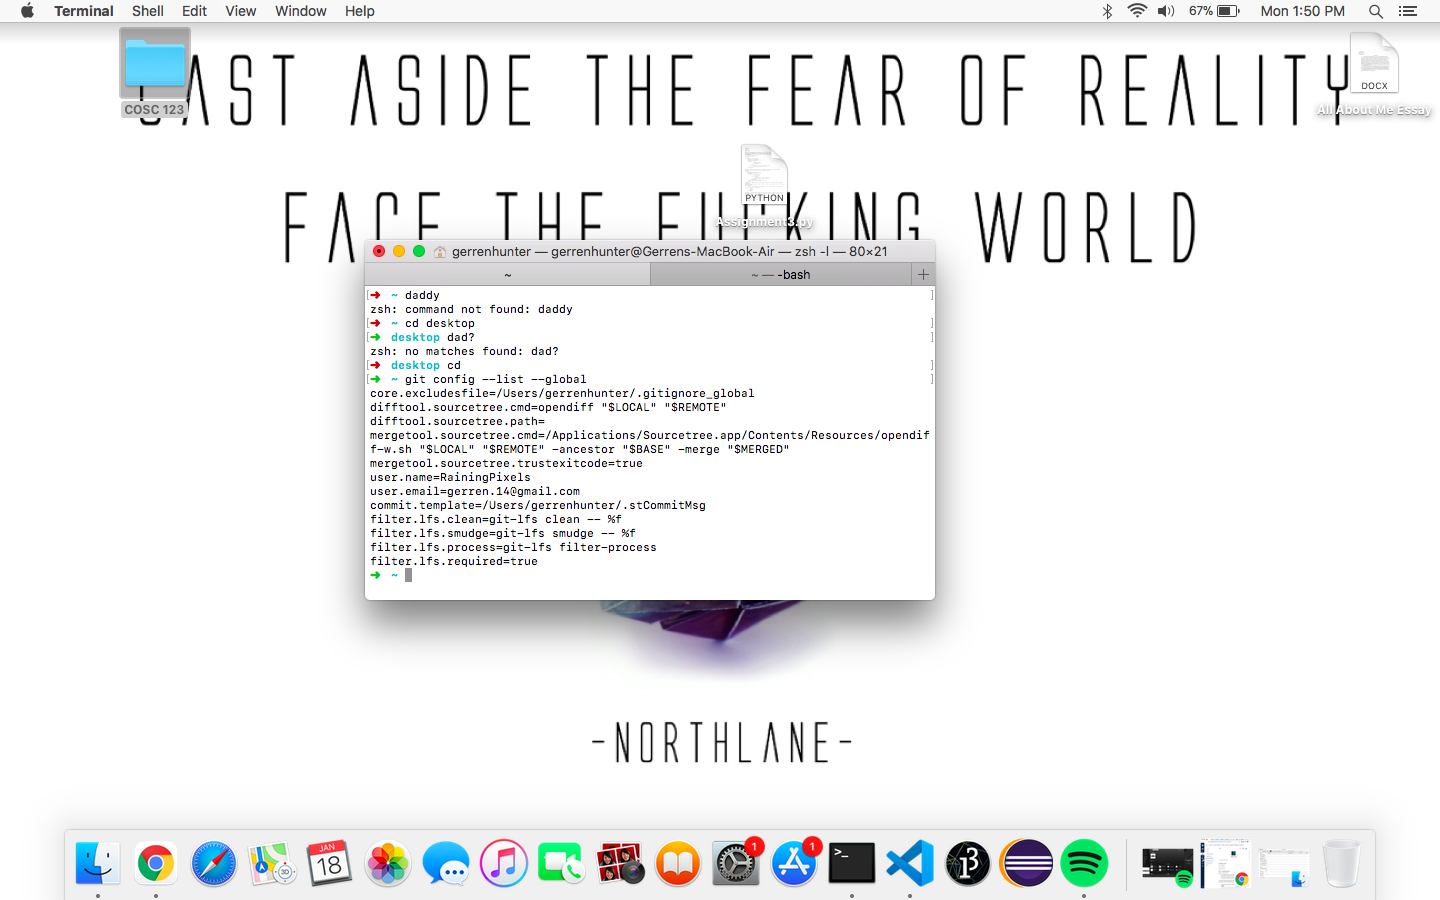 Terminal Shell Edit View Window Help 67% Mon 1:50 PM
CAST ASIDE THE FEAR OF REALITY
COSC 123
DOCX
All About Me Essay
PYTHON
Assignment3.py
FACE THE FUCKING WORLD
gerrenhunter — gerrenhunter@Gerrens-MacBook-Air — zsh -l — 80×21
~
~ — -bash
[➜ ~ daddy ]
zsh: command not found: daddy
[➜ ~ cd desktop ]
[➜ desktop dad? ]
zsh: no matches found: dad?
[➜ desktop cd ]
[➜ ~ git config --list --global ]
core.excludesfile=/Users/gerrenhunter/.gitignore_global
difftool.sourcetree.cmd=opendiff "$LOCAL" "$REMOTE"
difftool.sourcetree.path=
mergetool.sourcetree.cmd=/Applications/Sourcetree.app/Contents/Resources/opendif
f-w.sh "$LOCAL" "$REMOTE" -ancestor "$BASE" -merge "$MERGED"
mergetool.sourcetree.trustexitcode=true
user.name=RainingPixels
user.email=gerren.14@gmail.com
commit.template=/Users/gerrenhunter/.stCommitMsg
filter.lfs.clean=git-lfs clean -- %f
filter.lfs.smudge=git-lfs smudge -- %f
filter.lfs.process=git-lfs filter-process
filter.lfs.required=true
➜ ~
-NORTHLANE-
JAN
18
3D
1
1
>_